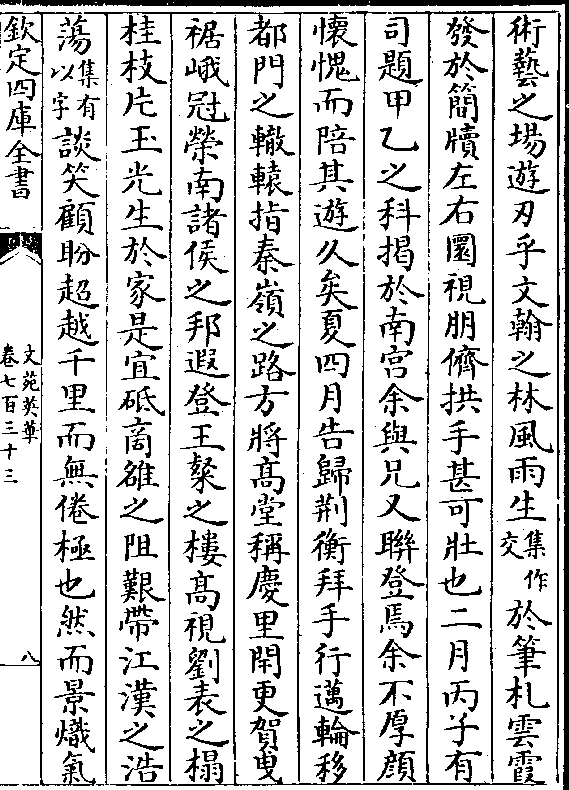 術藝之場遊刃乎文翰之林風雨生集作交於筆札雲霞
發於簡牘左右圜視朋儕拱手甚可壯也二月丙子有
司題甲乙之科揭於南宫余與兄又聯登焉余不厚顔
懐愧而陪其遊久矣夏四月告歸荆衡拜手行邁輪移
都門之轍轅指秦嶺之路方將髙堂稱慶里閈更賀曵
裾峨冠榮南諸侯之邦遐登王粲之樓髙視劉表之榻
桂枝片玉光生於家是宜砥啇雒之阻艱帶江漢之浩
蕩集有以字談笑顧盼超越千里而無倦極也然而景熾氣
欽定四庫全書
文苑英華
卷七百三十三
八